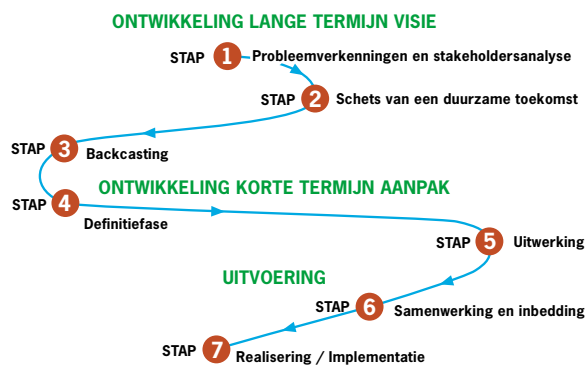 ONTWIKKELING LANGE TERMIJN VISIE
STAP 1 Probleemverkenningen en stakeholdersanalyse
STAP 2 Schets van een duurzame toekomst
STAP 3 Backcasting
ONTWIKKELING KORTE TERMIJN AANPAK
STAP 4 Definitiefase
STAP 5 Uitwerking
UITVOERING
STAP 6 Samenwerking en inbedding
STAP 7 Realisering / Implementatie